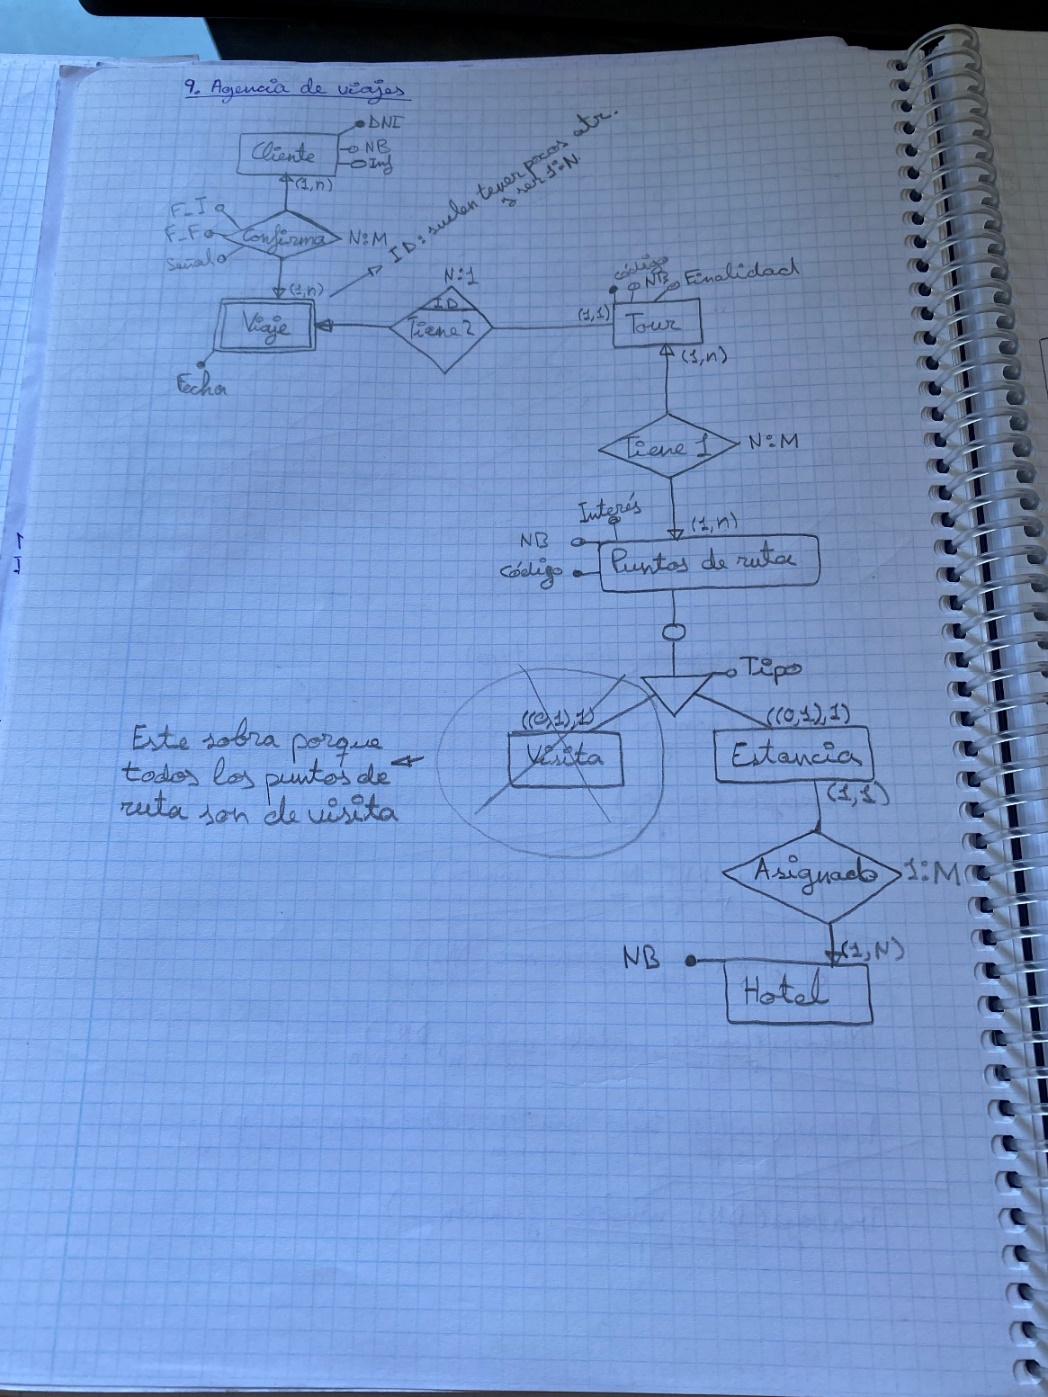 9. Agencia de viajes
DNI
NB
Inf
Cliente
(1,n)
F_I
F_F
Señal
Confirma
N:M
(1,n)
ID: suelen tener pocos atr.
y ser 1:N
Viaje
Fecha
N:1
ID
Tiene 2
código
NB
Finalidad
(1,1)
Tour
(1,n)
Tiene 1
N:M
Interés
(1,n)
NB
código
Puntos de ruta
Tipo
((0,1),1)
((0,1),1)
Visita
Estancia
Este sobra porque
todos los puntos de
ruta son de visita
(1,1)
Asignado
1:M
(1,N)
NB
Hotel